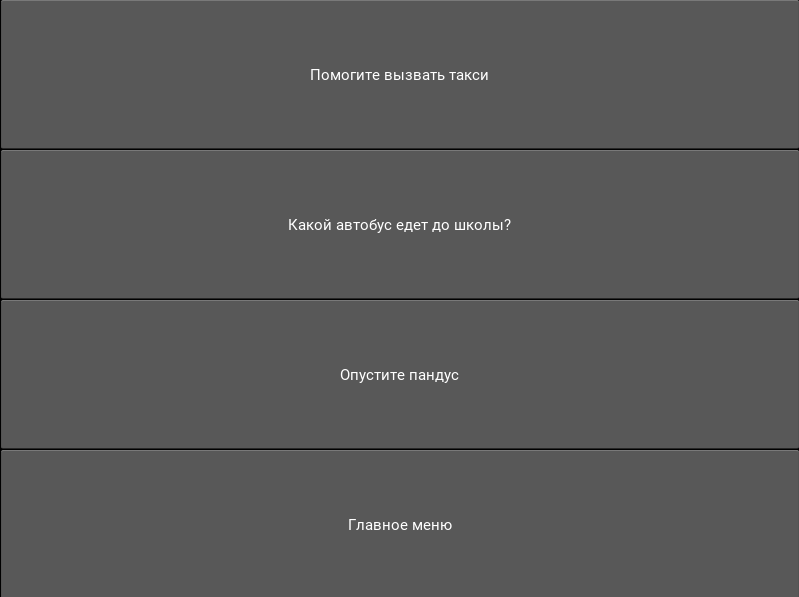 Помогите вызвать такси
Какой автобус едет до школы?
Опустите пандус
Главное меню